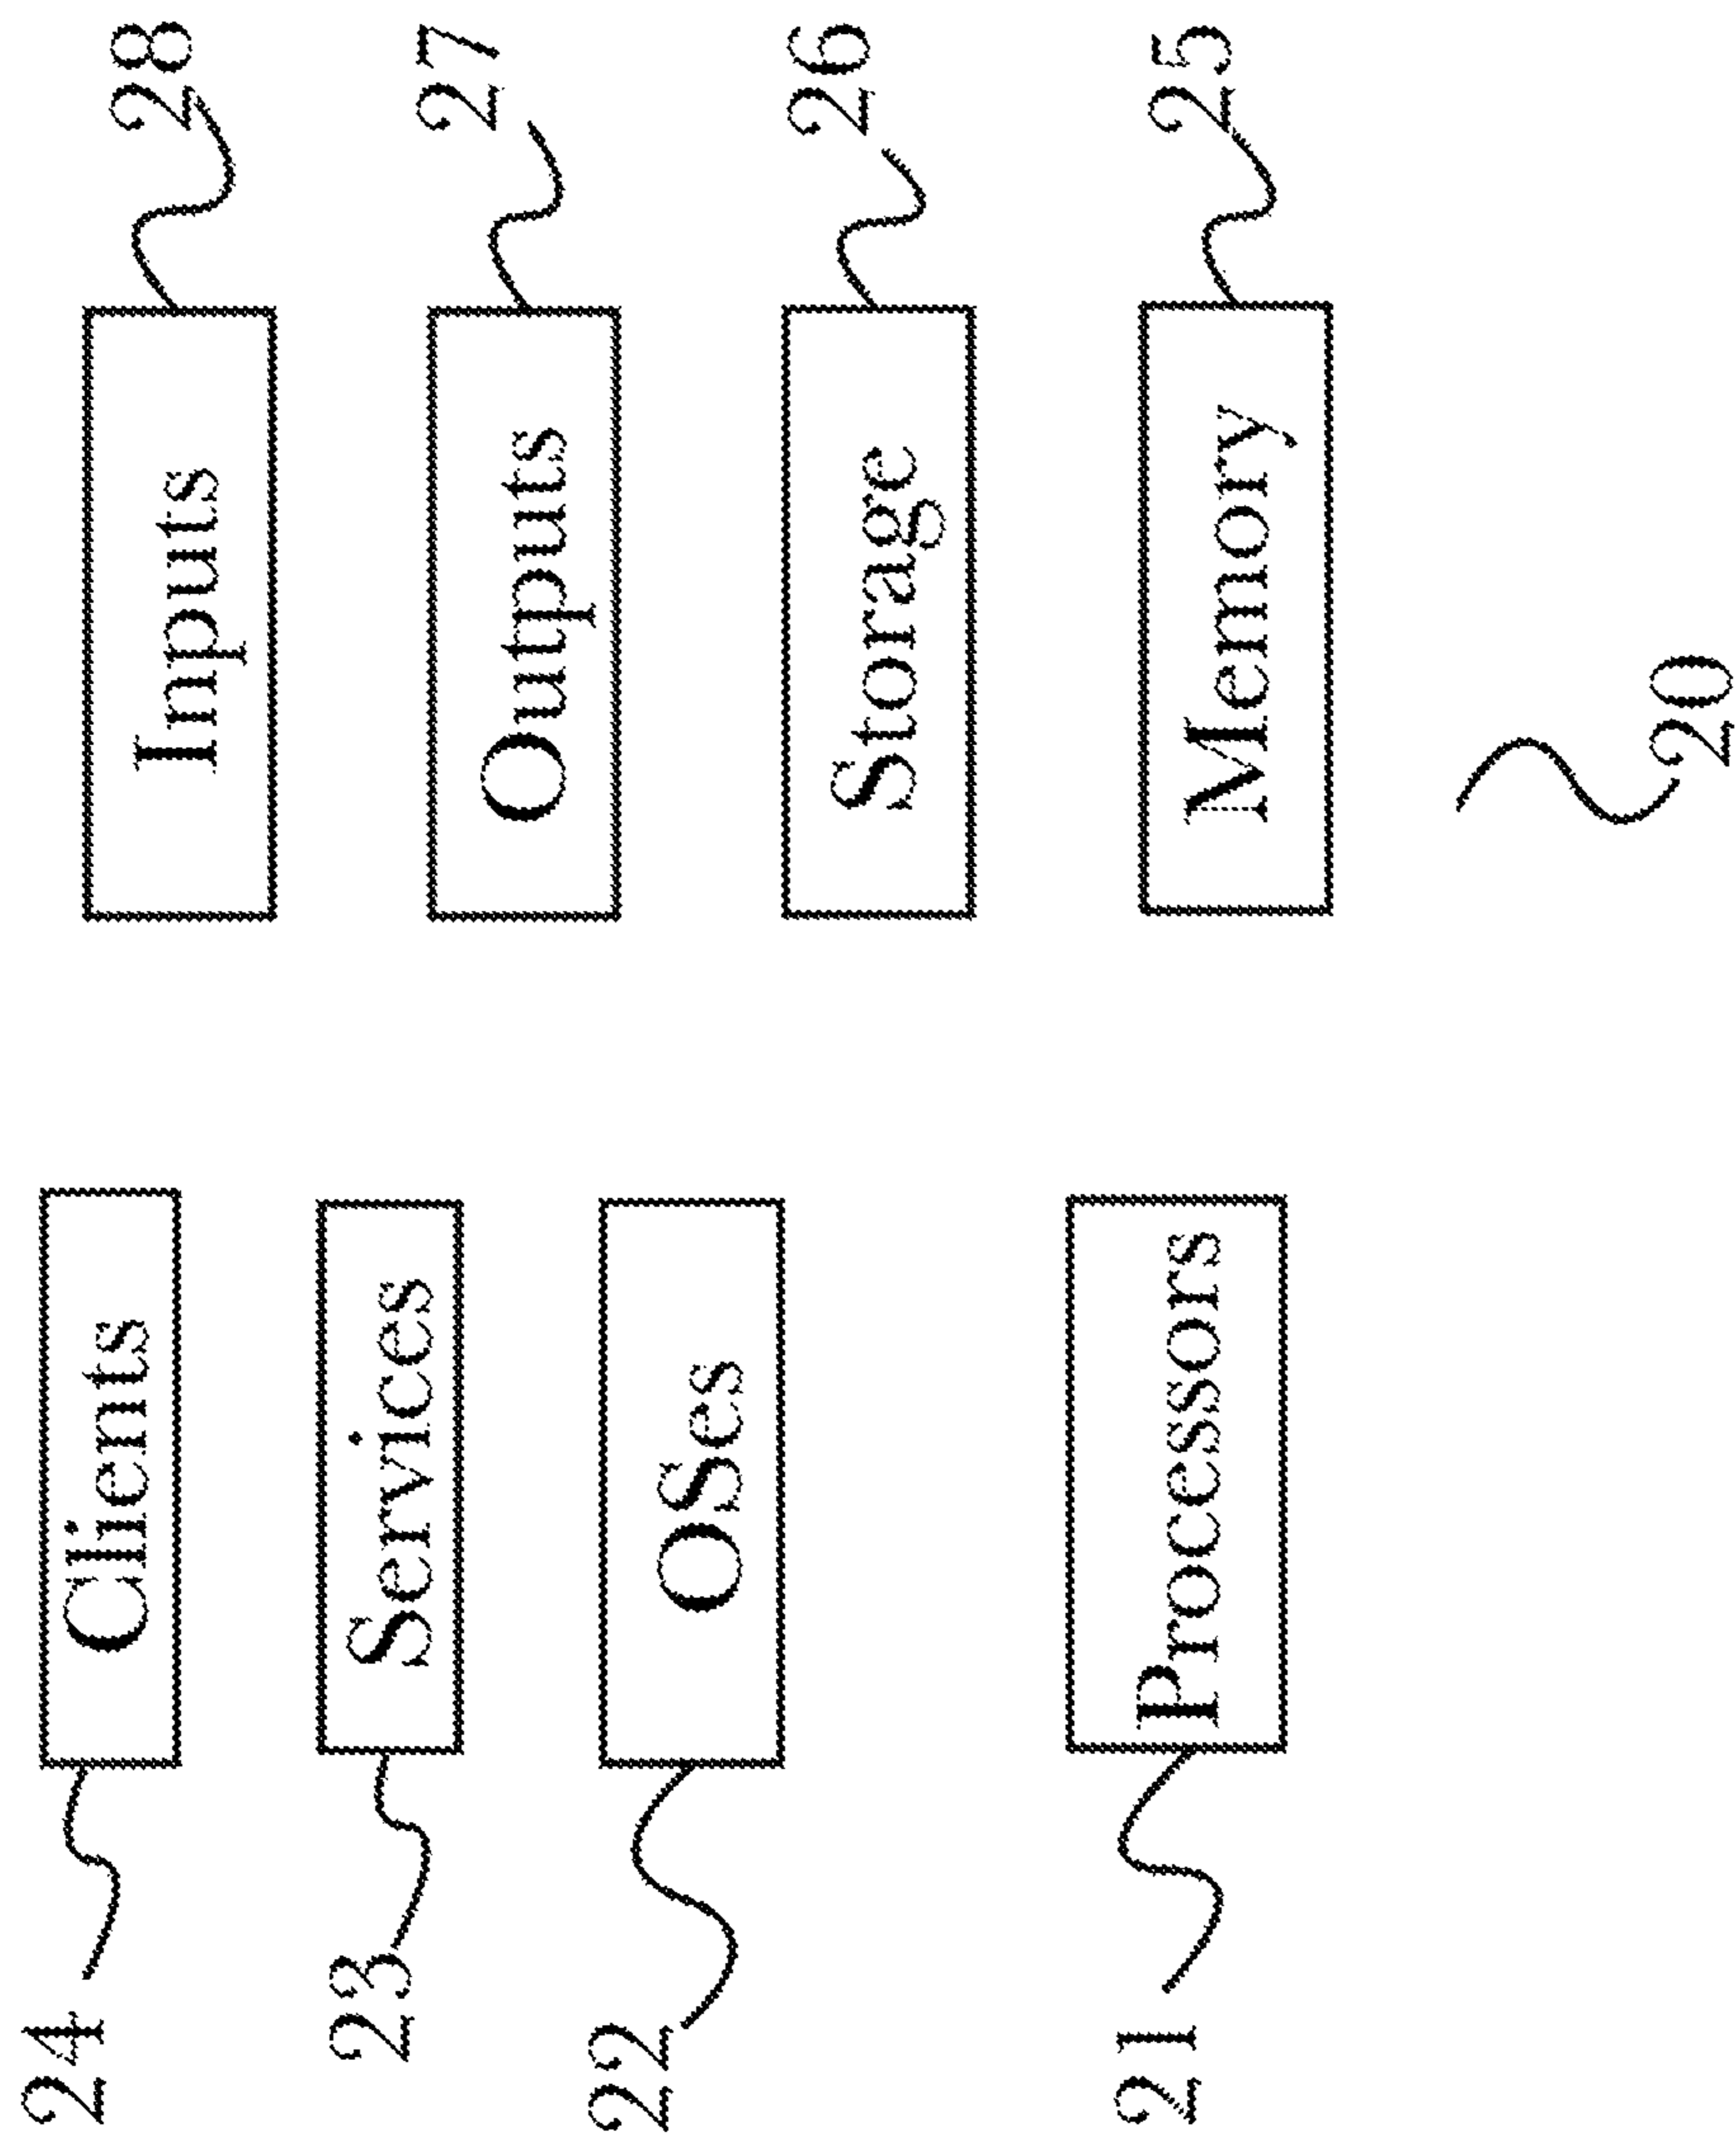 24 Clients Inputs 28
23 Services Outputs 27
22 OSes Storage 26
21 Processors Memory 25
20